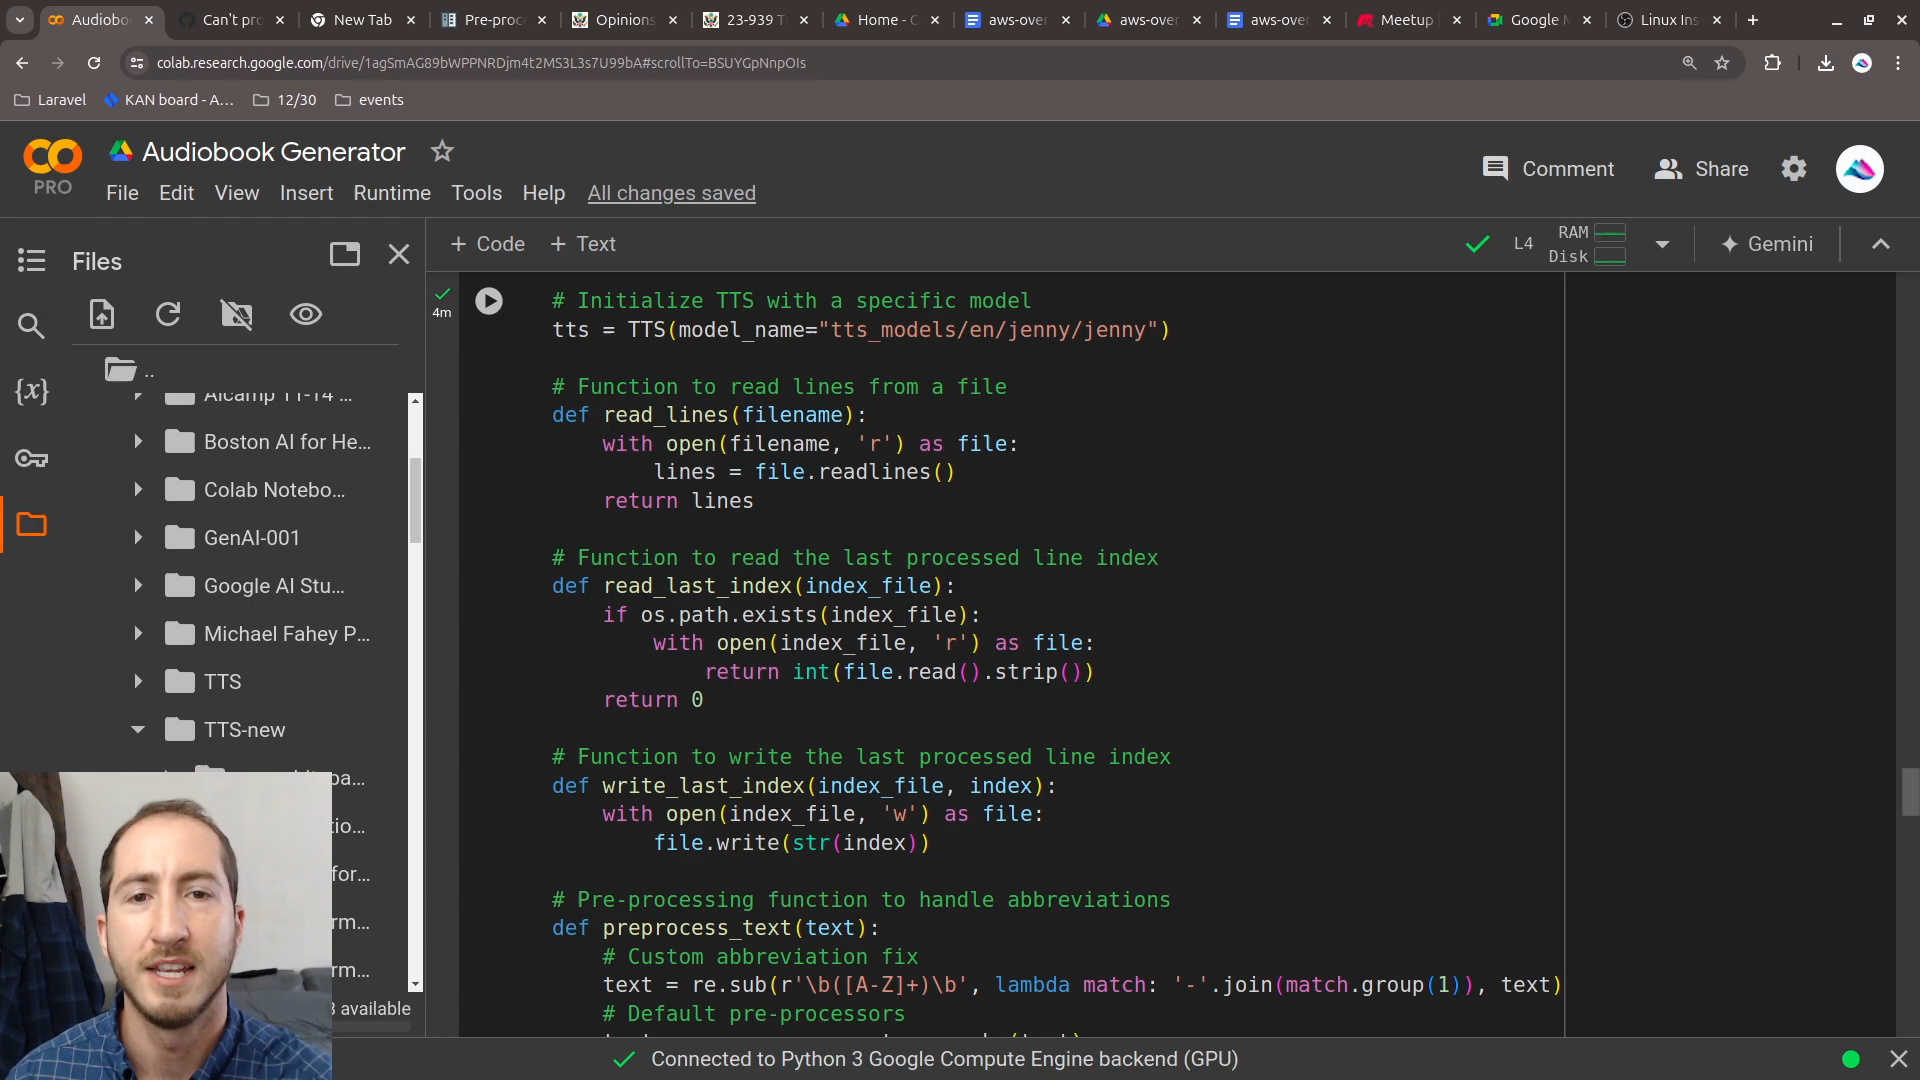 Audiobo
Can't pr
New Tab
Pre-proc
Opinions
23-939 T
Home - G
aws-over
aws-over
aws-over
Meetup
Google M
Linux Ins
colab.research.google.com/drive/1agSmAG89bWPPNRDjm4t2MS3L3s7U99bA#scrollTo=BSUYGpNnpOIs
Laravel
KAN board - A...
12/30
events
PRO
Audiobook Generator
File Edit View Insert Runtime Tools Help All changes saved
Comment
Share
Files
+ Code + Text
L4
RAM
Disk
Gemini
..
AIcamp 11-14 ...
Boston AI for He...
Colab Notebo...
GenAI-001
Google AI Stu...
Michael Fahey P...
TTS
TTS-new
pa...
tio...
for...
rm...
rm...
available
{x}
4m
# Initialize TTS with a specific model
tts = TTS(model_name="tts_models/en/jenny/jenny")
# Function to read lines from a file
def read_lines(filename):
with open(filename, 'r') as file:
lines = file.readlines()
return lines
# Function to read the last processed line index
def read_last_index(index_file):
if os.path.exists(index_file):
with open(index_file, 'r') as file:
return int(file.read().strip())
return 0
# Function to write the last processed line index
def write_last_index(index_file, index):
with open(index_file, 'w') as file:
file.write(str(index))
# Pre-processing function to handle abbreviations
def preprocess_text(text):
# Custom abbreviation fix
text = re.sub(r'\b([A-Z]+)\b', lambda match: '-'.join(match.group(1)), text)
# Default pre-processors
Connected to Python 3 Google Compute Engine backend (GPU)